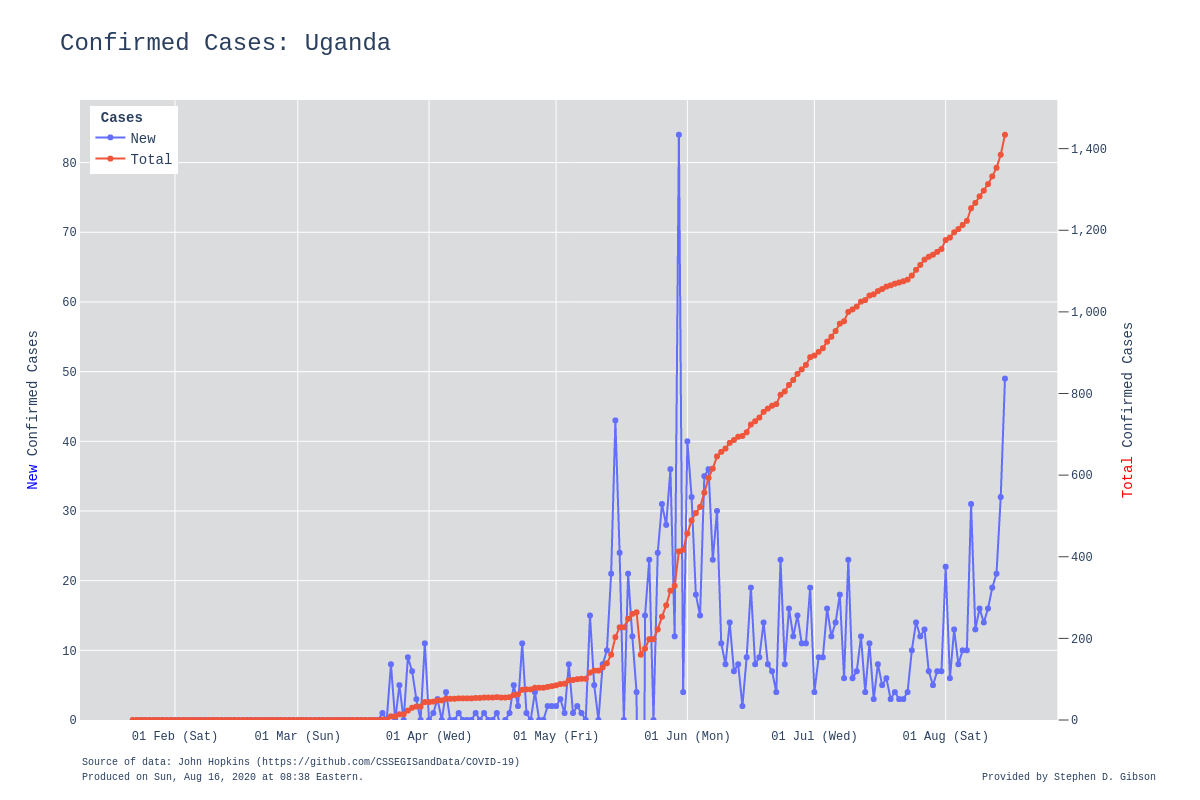 Confirmed Cases: Uganda
Cases
New
Total
80
70
60
50
40
30
20
10
0
New Confirmed Cases
1,400
1,200
1,000
800
600
400
200
0
Total Confirmed Cases
01 Feb (Sat) 01 Mar (Sun) 01 Apr (Wed) 01 May (Fri) 01 Jun (Mon) 01 Jul (Wed) 01 Aug (Sat)
Source of data: John Hopkins (https://github.com/CSSEGISandData/COVID-19)
Produced on Sun, Aug 16, 2020 at 08:38 Eastern.
Provided by Stephen D. Gibson